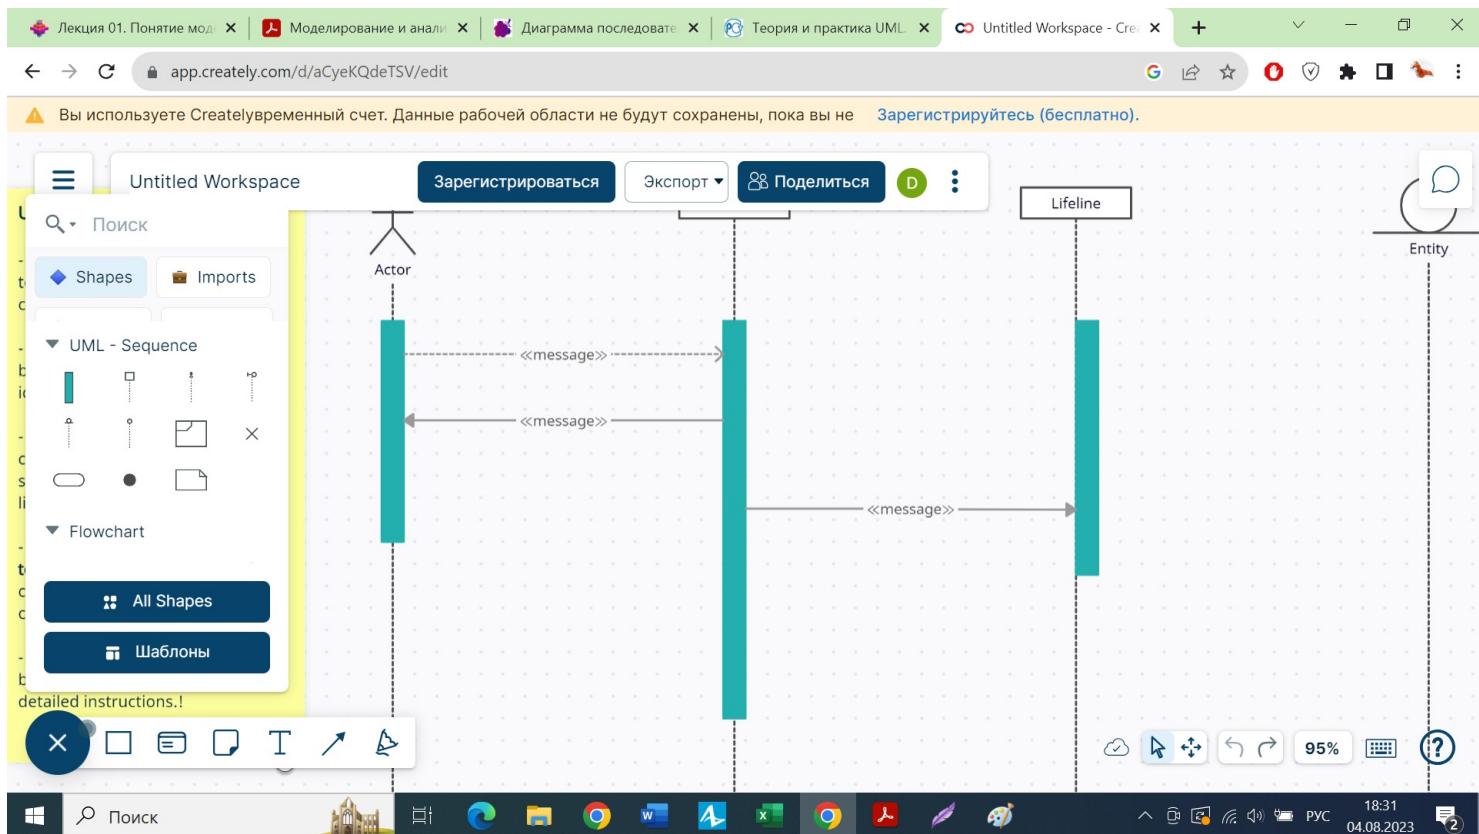 Лекция 01. Понятие мод
Моделирование и анали
Диаграмма последовате
Теория и практика UML.
Untitled Workspace - Crea
app.creately.com/d/aCyeKQdeTSV/edit
Вы используете Createlyвременный счет. Данные рабочей области не будут сохранены, пока вы не Зарегистрируйтесь (бесплатно).
Untitled Workspace
Зарегистрироваться
Экспорт
Поделиться
D
Поиск
Shapes
Imports
UML - Sequence
Flowchart
All Shapes
Шаблоны
detailed instructions.!
Actor
Lifeline
Entity
«message»
«message»
«message»
T
95%
?
Поиск
РУС
18:31
04.08.2023
2